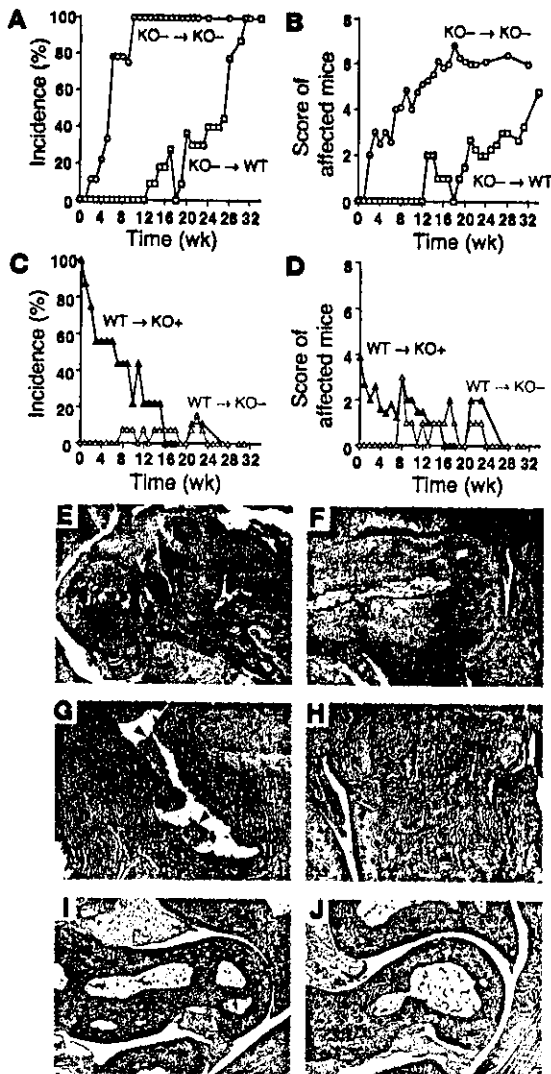 A
Incidence (%)
100
80
60
40
20
0
KO– → KO–
KO– → WT
0 4 8 12 16 20 24 28 32
Time (wk)
B
Score of
affected mice
8
6
4
2
0
KO– → KO–
KO– → WT
0 4 8 12 16 20 24 28 32
Time (wk)
C
Incidence (%)
100
80
60
40
20
0
WT → KO+
WT → KO–
0 4 8 12 16 20 24 28 32
Time (wk)
D
Score of
affected mice
8
6
4
2
0
WT → KO+
WT → KO–
0 4 8 12 16 20 24 28 32
Time (wk)
E
F
G
H
I
J